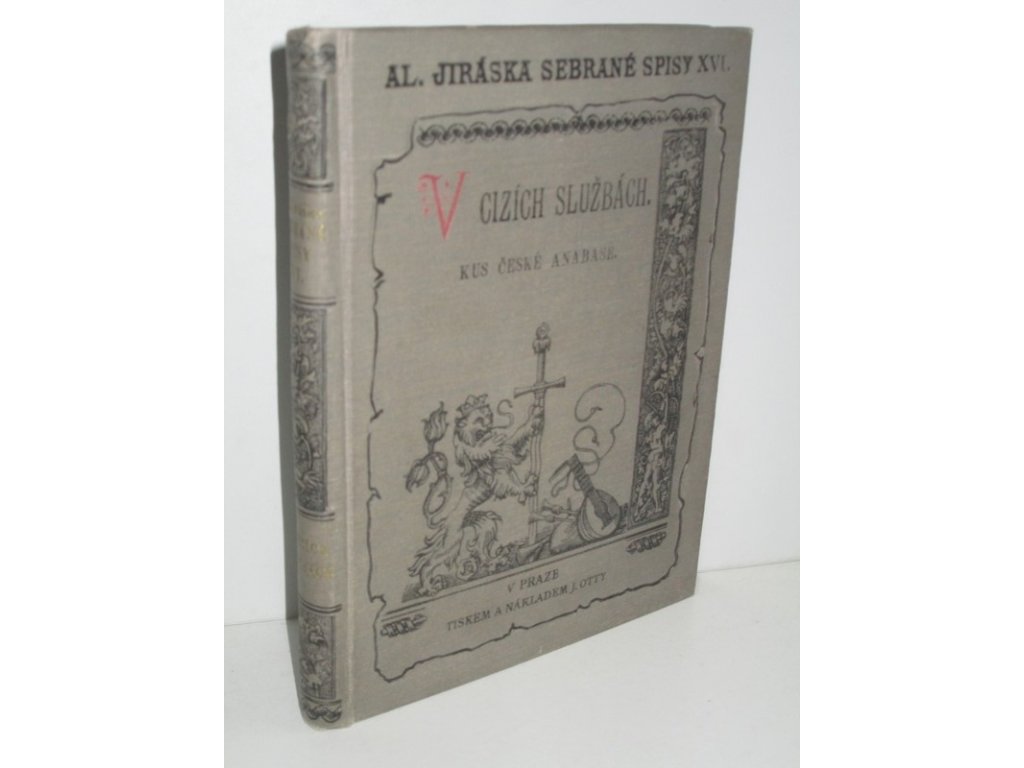 AL. JIRÁSKA SEBRANÉ SPISY XVI.
V CIZÍCH SLUŽBÁCH.
KUS ČESKÉ ANABASE.
V PRAZE
TISKEM A NÁKLADEM J. OTTY